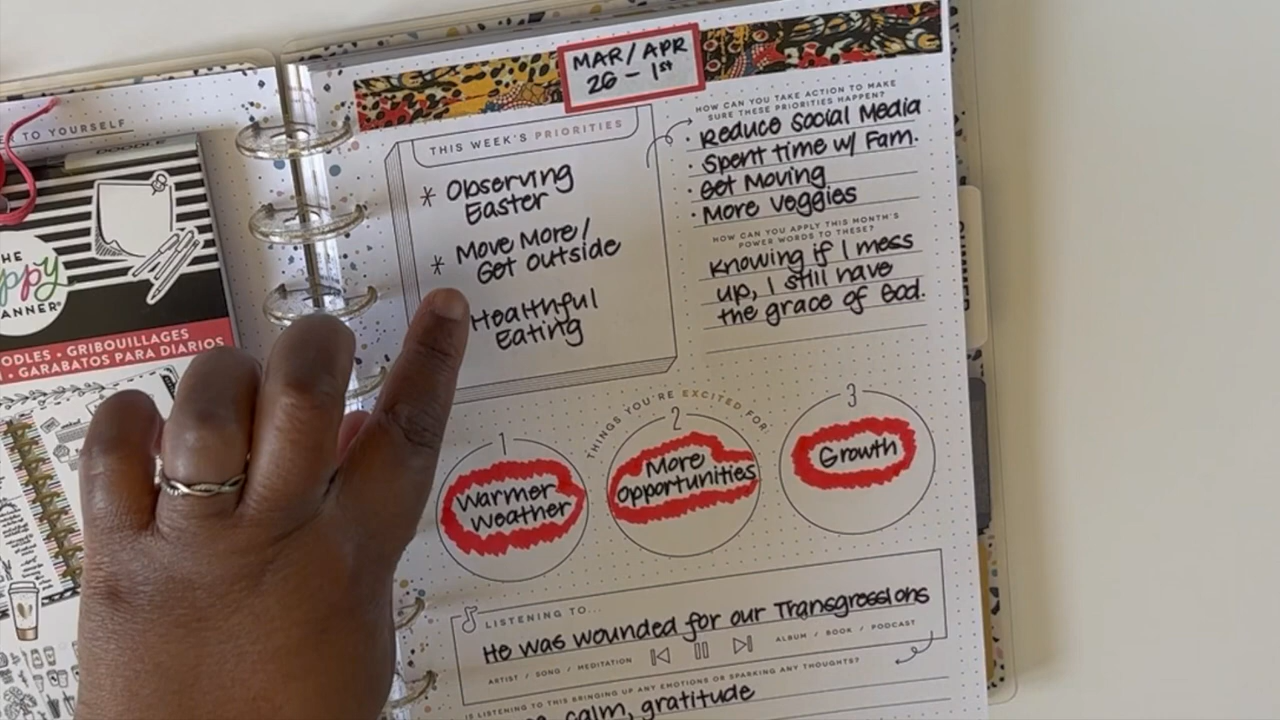 TO YOURSELF
DOODLE
THE
ppy
ANNER®
OODLES • GRIBOUILLAGES
• GARABATOS PARA DIARIOS
MAR/APR
26 - 1st
THIS WEEK'S PRIORITIES
* Observing
Easter
* Move More/
Get outside
Healthful
Eating
HOW CAN YOU TAKE ACTION TO MAKE
SURE THESE PRIORITIES HAPPEN?
• Reduce Social Media
• Spent time w/ Fam.
• Get Moving
• More Veggies
HOW CAN YOU APPLY THIS MONTH'S
POWER WORDS TO THESE?
Knowing if I mess
up, I still have
the grace of God.
THINGS YOU'RE EXCITED FOR:
1
Warmer
Weather
2
More
Opportunities
3
Growth
LISTENING TO...
He was wounded for our Transgressions
ARTIST / SONG / MEDITATION
ALBUM / BOOK / PODCAST
IS LISTENING TO THIS BRINGING UP ANY EMOTIONS OR SPARKING ANY THOUGHTS?
calm, gratitude